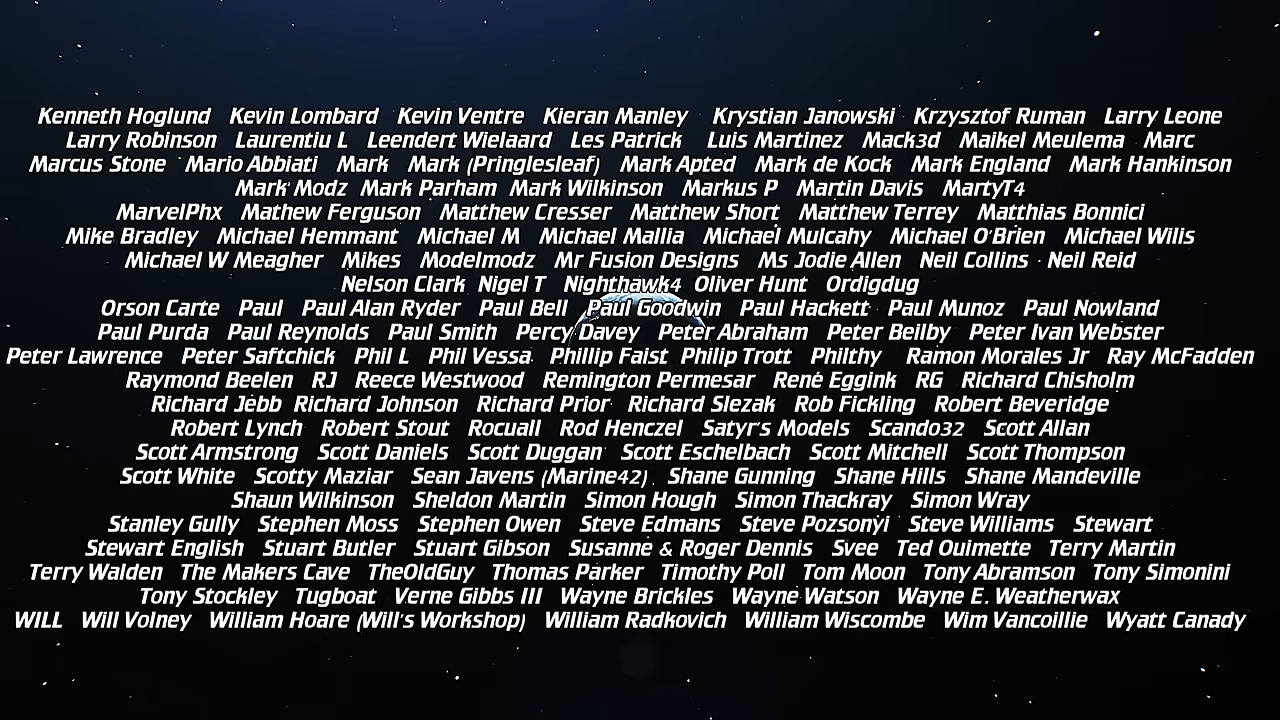 Kenneth Hoglund Kevin Lombard Kevin Ventre Kieran Manley Krystian Janowski Krzysztof Ruman Larry Leone
Larry Robinson Laurentiu L Leendert Wielaard Les Patrick Luis Martinez Mack3d Maikel Meulema Marc
Marcus Stone Mario Abbiati Mark Mark (Pringlesleaf) Mark Apted Mark de Kock Mark England Mark Hankinson
Mark Modz Mark Parham Mark Wilkinson Markus P Martin Davis MartyT4
MarvelPhx Mathew Ferguson Matthew Cresser Matthew Short Matthew Terrey Matthias Bonnici
Mike Bradley Michael Hemmant Michael M Michael Mallia Michael Mulcahy Michael O'Brien Michael Wilis
Michael W Meagher Mikes Modelmodz Mr Fusion Designs Ms Jodie Allen Neil Collins Neil Reid
Nelson Clark Nigel T Nighthawk4 Oliver Hunt Ordigdug
Orson Carte Paul Paul Alan Ryder Paul Bell Paul Goodwin Paul Hackett Paul Munoz Paul Nowland
Paul Purda Paul Reynolds Paul Smith Percy Davey Peter Abraham Peter Beilby Peter Ivan Webster
Peter Lawrence Peter Saftchick Phil L Phil Vessa Phillip Faist Philip Trott Philthy Ramon Morales Jr Ray McFadden
Raymond Beelen RJ Reece Westwood Remington Permesar René Eggink RG Richard Chisholm
Richard Jebb Richard Johnson Richard Prior Richard Slezak Rob Fickling Robert Beveridge
Robert Lynch Robert Stout Rocuall Rod Henczel Satyr's Models Scando32 Scott Allan
Scott Armstrong Scott Daniels Scott Duggan Scott Eschelbach Scott Mitchell Scott Thompson
Scott White Scotty Maziar Sean Javens (Marine42) Shane Gunning Shane Hills Shane Mandeville
Shaun Wilkinson Sheldon Martin Simon Hough Simon Thackray Simon Wray
Stanley Gully Stephen Moss Stephen Owen Steve Edmans Steve Pozsonyi Steve Williams Stewart
Stewart English Stuart Butler Stuart Gibson Susanne & Roger Dennis Svee Ted Ouimette Terry Martin
Terry Walden The Makers Cave TheOldGuy Thomas Parker Timothy Poll Tom Moon Tony Abramson Tony Simonini
Tony Stockley Tugboat Verne Gibbs III Wayne Brickles Wayne Watson Wayne E. Weatherwax
WILL Will Volney William Hoare (Will's Workshop) William Radkovich William Wiscombe Wim Vancoillie Wyatt Canady